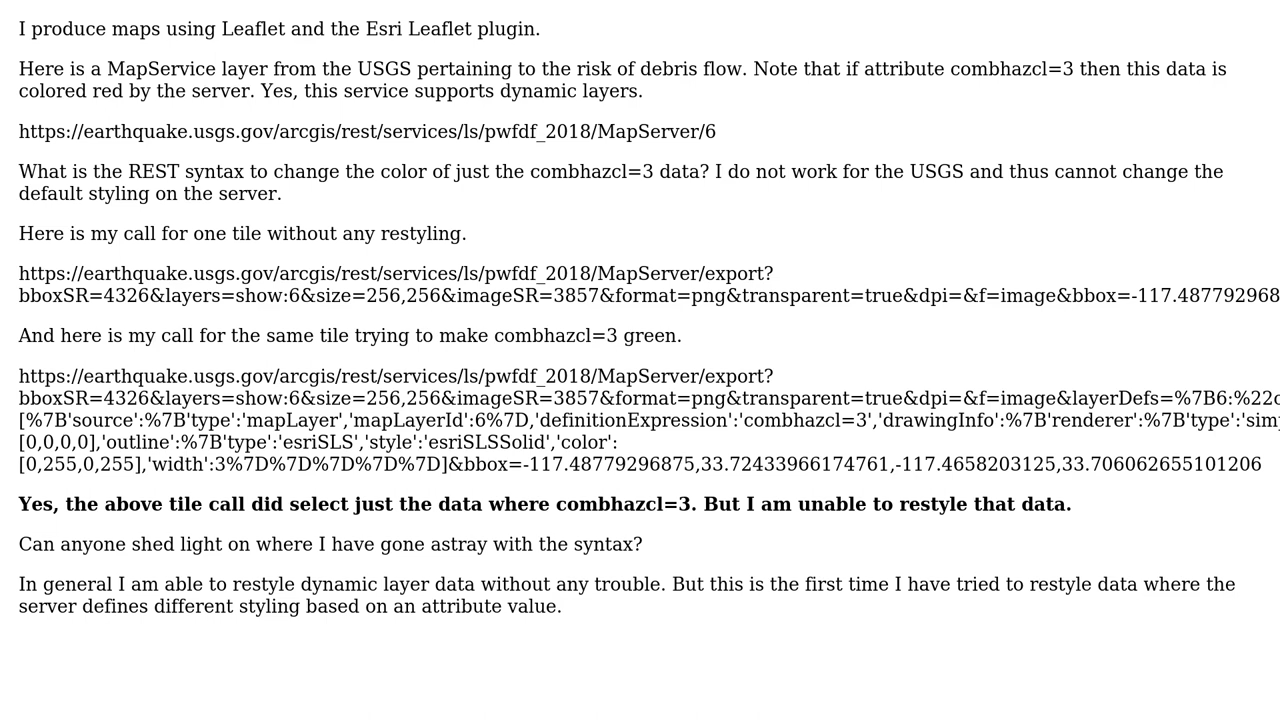 I produce maps using Leaflet and the Esri Leaflet plugin.
Here is a MapService layer from the USGS pertaining to the risk of debris flow. Note that if attribute combhazcl=3 then this data is
colored red by the server. Yes, this service supports dynamic layers.
https://earthquake.usgs.gov/arcgis/rest/services/ls/pwfdf_2018/MapServer/6
What is the REST syntax to change the color of just the combhazcl=3 data? I do not work for the USGS and thus cannot change the
default styling on the server.
Here is my call for one tile without any restyling.
https://earthquake.usgs.gov/arcgis/rest/services/ls/pwfdf_2018/MapServer/export?
bboxSR=4326&layers=show:6&size=256,256&imageSR=3857&format=png&transparent=true&dpi=&f=image&bbox=-117.487792968
And here is my call for the same tile trying to make combhazcl=3 green.
https://earthquake.usgs.gov/arcgis/rest/services/ls/pwfdf_2018/MapServer/export?
bboxSR=4326&layers=show:6&size=256,256&imageSR=3857&format=png&transparent=true&dpi=&f=image&layerDefs=%7B6:%22c
[%7B'source':%7B'type':'mapLayer','mapLayerId':6%7D,'definitionExpression':'combhazcl=3','drawingInfo':%7B'renderer':%7B'type':'sim
[0,0,0,0],'outline':%7B'type':'esriSLS','style':'esriSLSSolid','color':
[0,255,0,255],'width':3%7D%7D%7D%7D%7D]&bbox=-117.48779296875,33.72433966174761,-117.4658203125,33.706062655101206
Yes, the above tile call did select just the data where combhazcl=3. But I am unable to restyle that data.
Can anyone shed light on where I have gone astray with the syntax?
In general I am able to restyle dynamic layer data without any trouble. But this is the first time I have tried to restyle data where the
server defines different styling based on an attribute value.